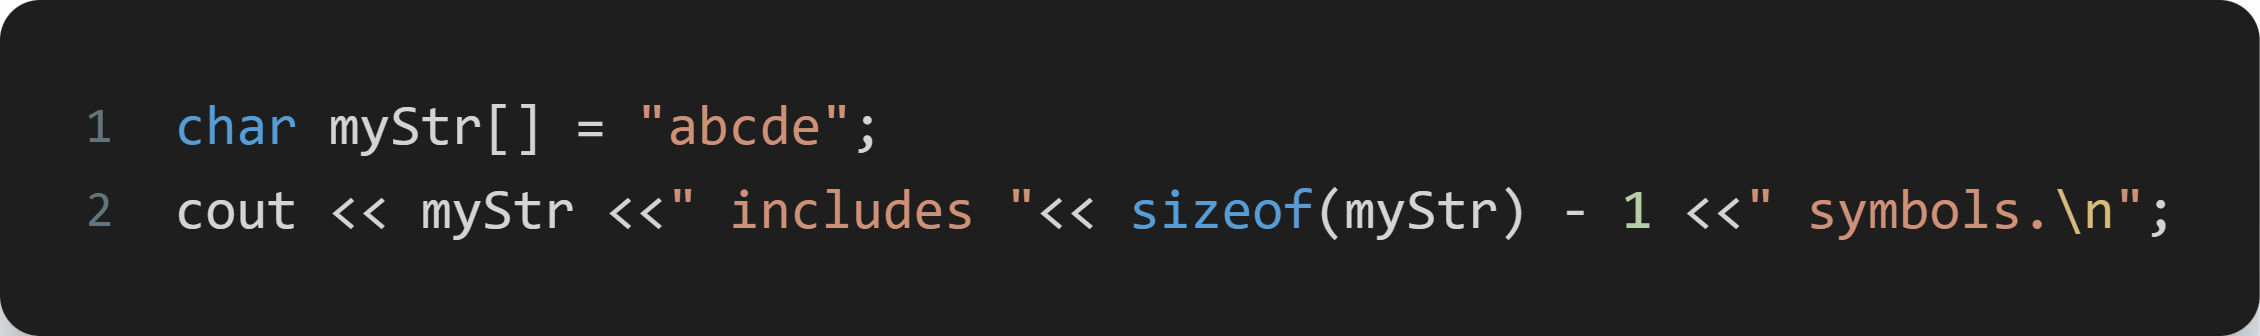 1 char myStr[] = "abcde";
2 cout << myStr <<" includes "<< sizeof(myStr) - 1 <<" symbols.\n";